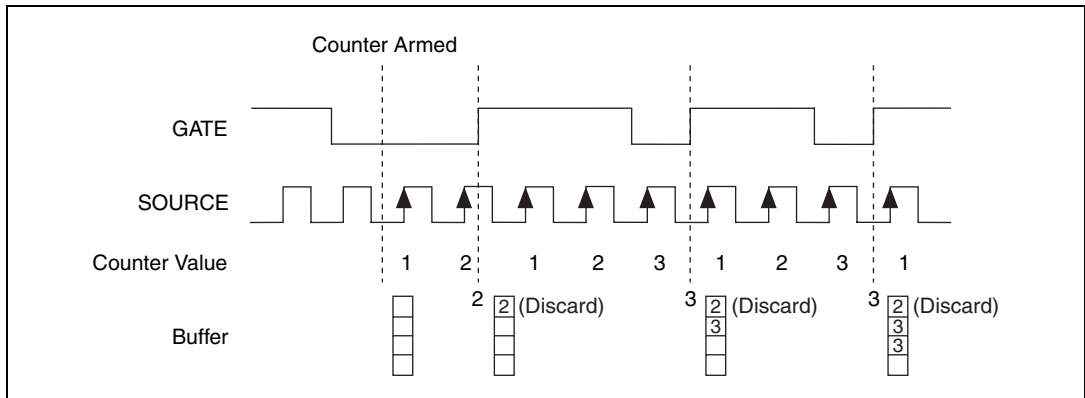 Counter Armed
GATE
SOURCE
Counter Value 1 2 1 2 3 1 2 3 1
2 3 3
Buffer
2 (Discard) 2 (Discard) 2 (Discard)
3 3
3